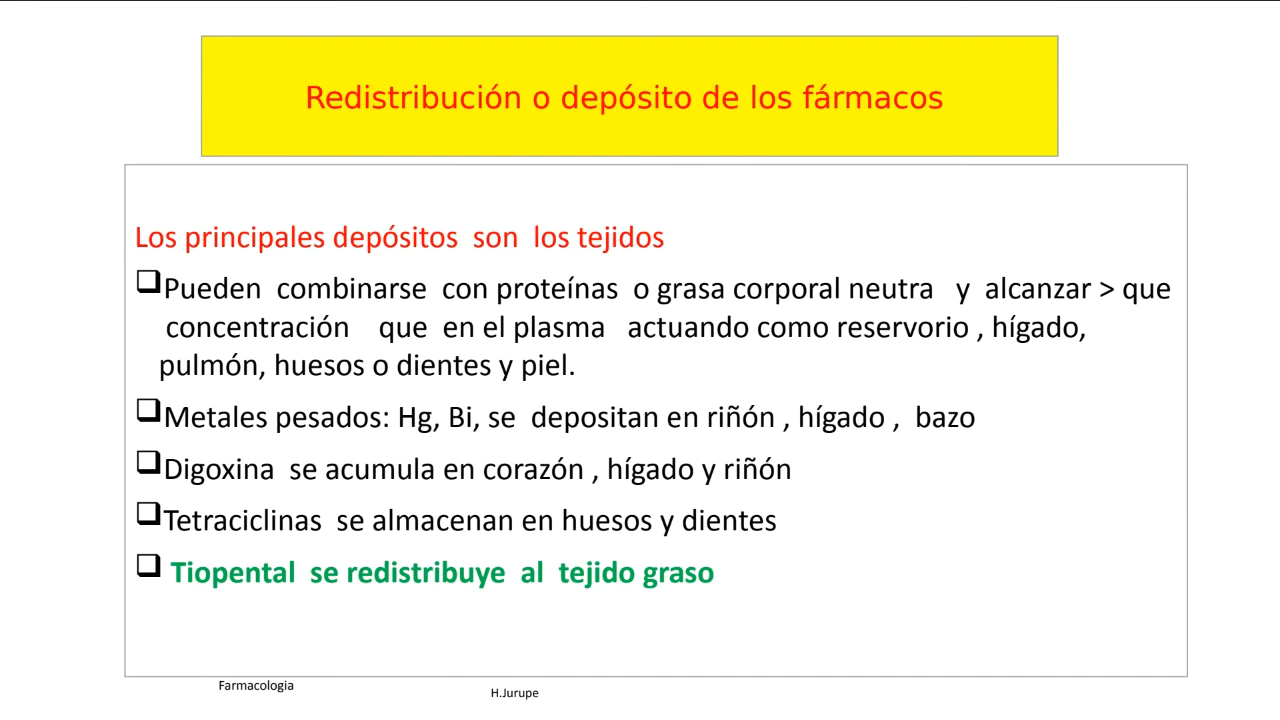 Redistribución o depósito de los fármacos
Los principales depósitos son los tejidos
Pueden combinarse con proteínas o grasa corporal neutra y alcanzar > que
concentración que en el plasma actuando como reservorio , hígado,
pulmón, huesos o dientes y piel.
Metales pesados: Hg, Bi, se depositan en riñón , hígado , bazo
Digoxina se acumula en corazón , hígado y riñón
Tetraciclinas se almacenan en huesos y dientes
Tiopental se redistribuye al tejido graso
Farmacologia
H.Jurupe